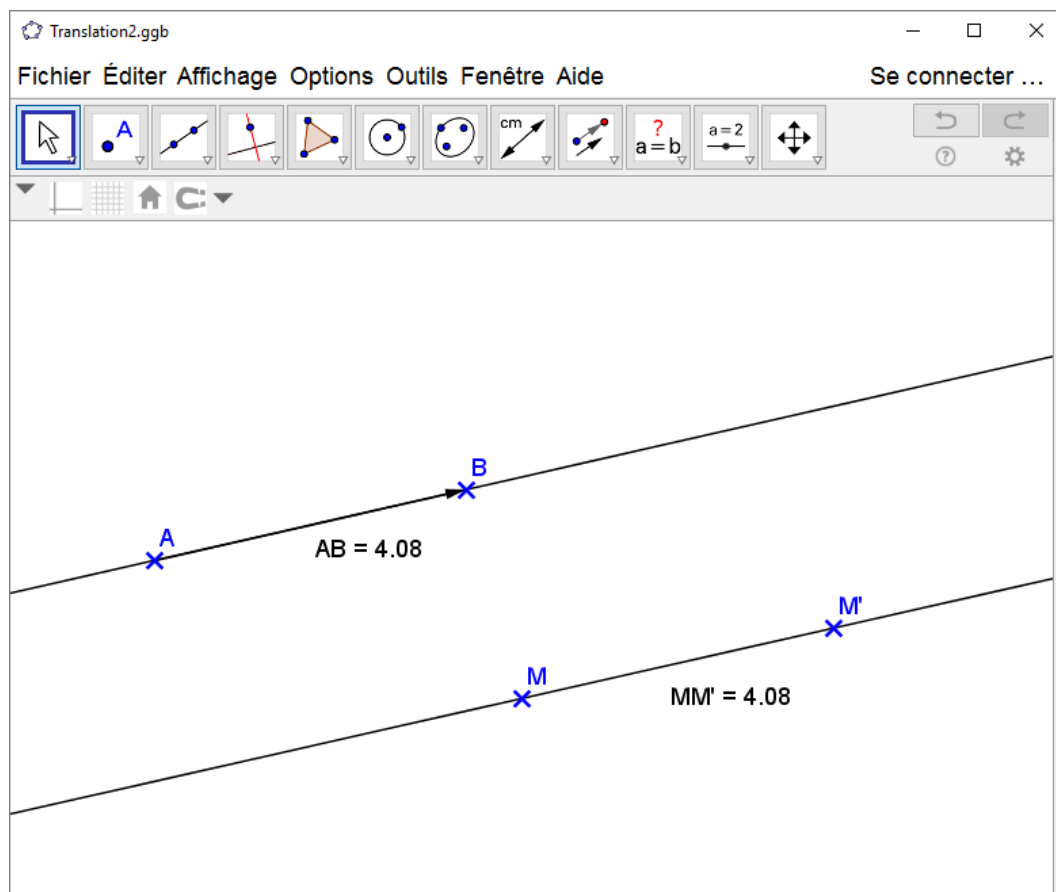 Translation2.ggb
Fichier Éditer Affichage Options Outils Fenêtre Aide Se connecter ...
A cm ? a = b a = 2
B
A
AB = 4.08
M'
M
MM' = 4.08